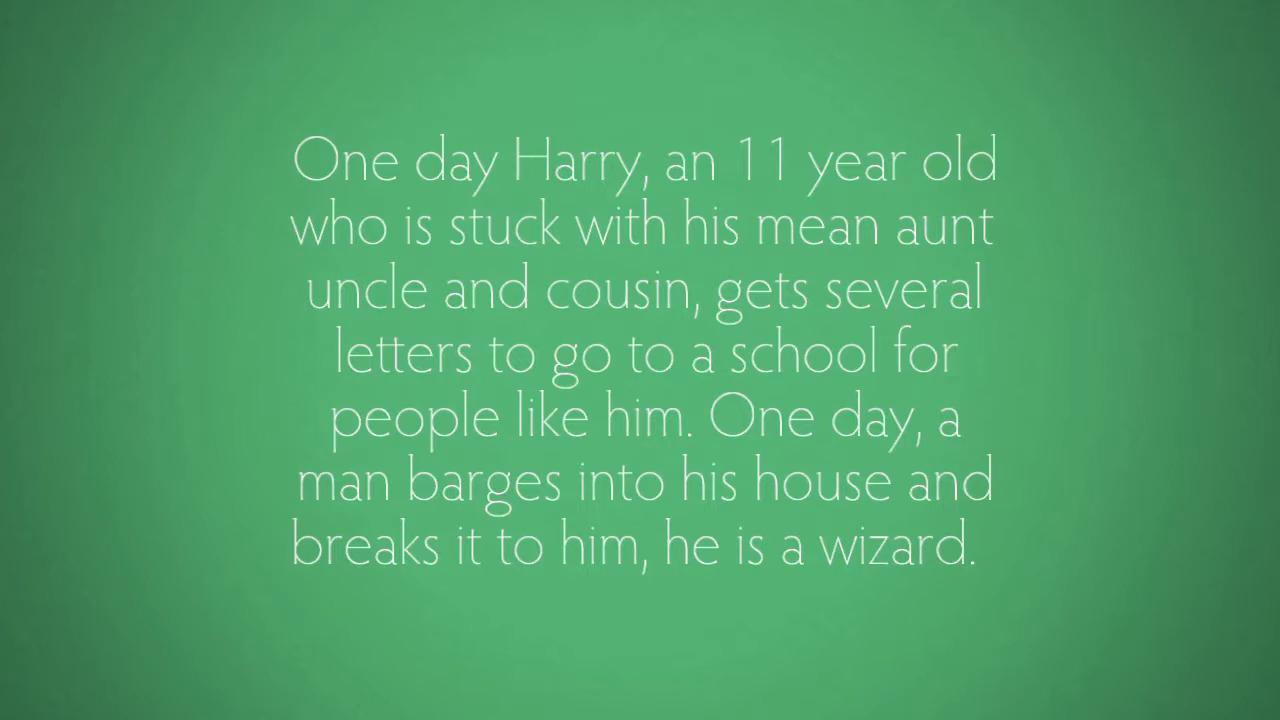 One day Harry, an 11 year old
who is stuck with his mean aunt
uncle and cousin, gets several
letters to go to a school for
people like him. One day, a
man barges into his house and
breaks it to him, he is a wizard.